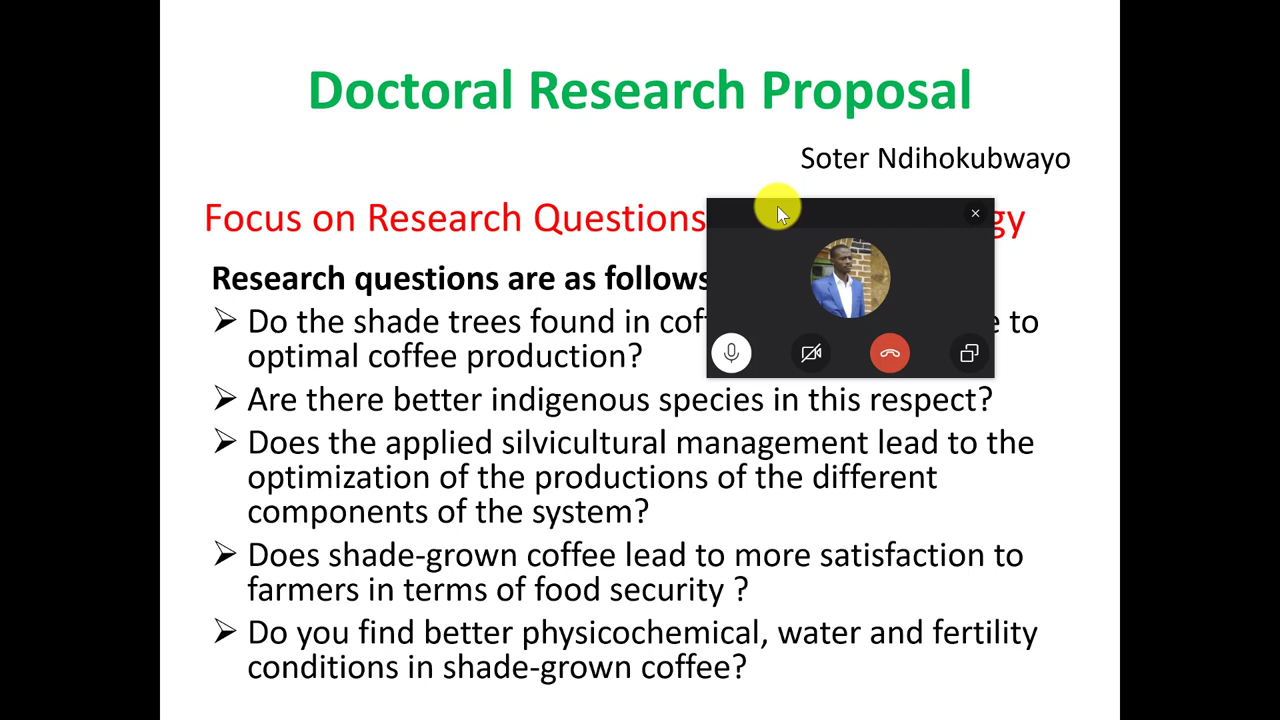 Doctoral Research Proposal
Soter Ndihokubwayo
Focus on Research Questions gy
Research questions are as follows
➢ Do the shade trees found in cof e to
optimal coffee production?
➢ Are there better indigenous species in this respect?
➢ Does the applied silvicultural management lead to the
optimization of the productions of the different
components of the system?
➢ Does shade-grown coffee lead to more satisfaction to
farmers in terms of food security ?
➢ Do you find better physicochemical, water and fertility
conditions in shade-grown coffee?